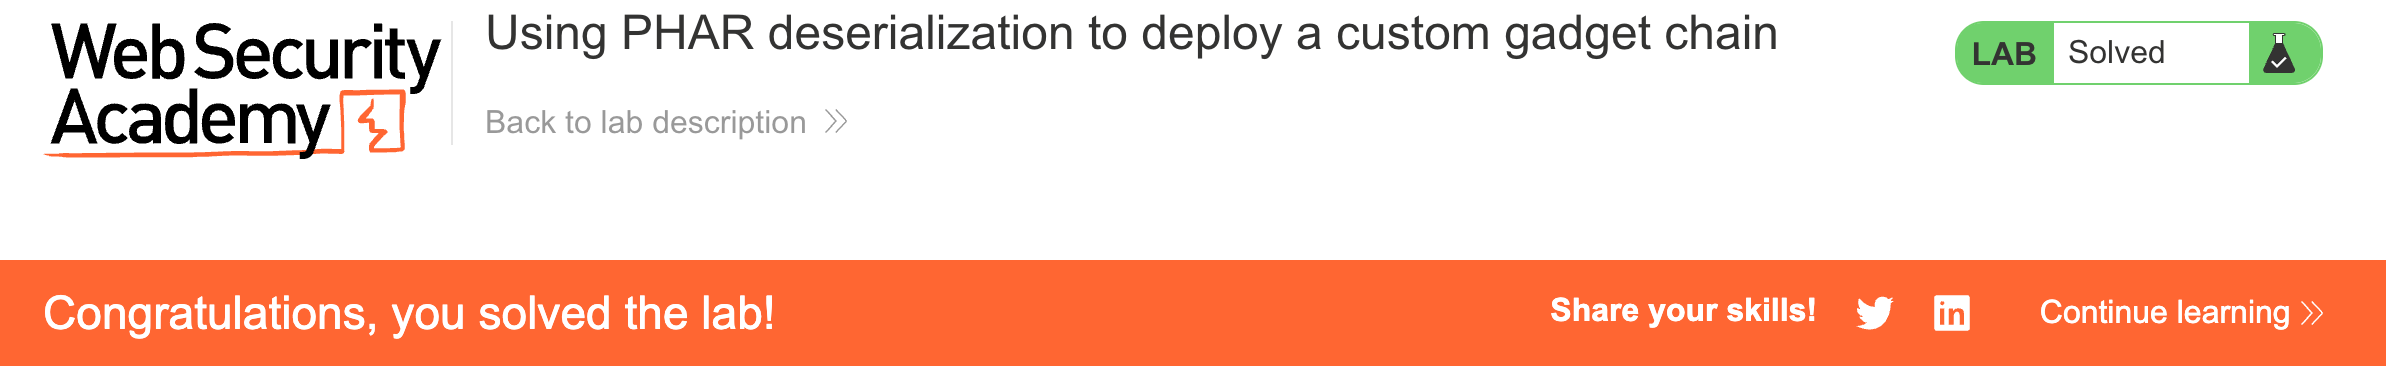 Web Security
Academy
Using PHAR deserialization to deploy a custom gadget chain
Back to lab description
LAB Solved
Congratulations, you solved the lab!
Share your skills!
Continue learning